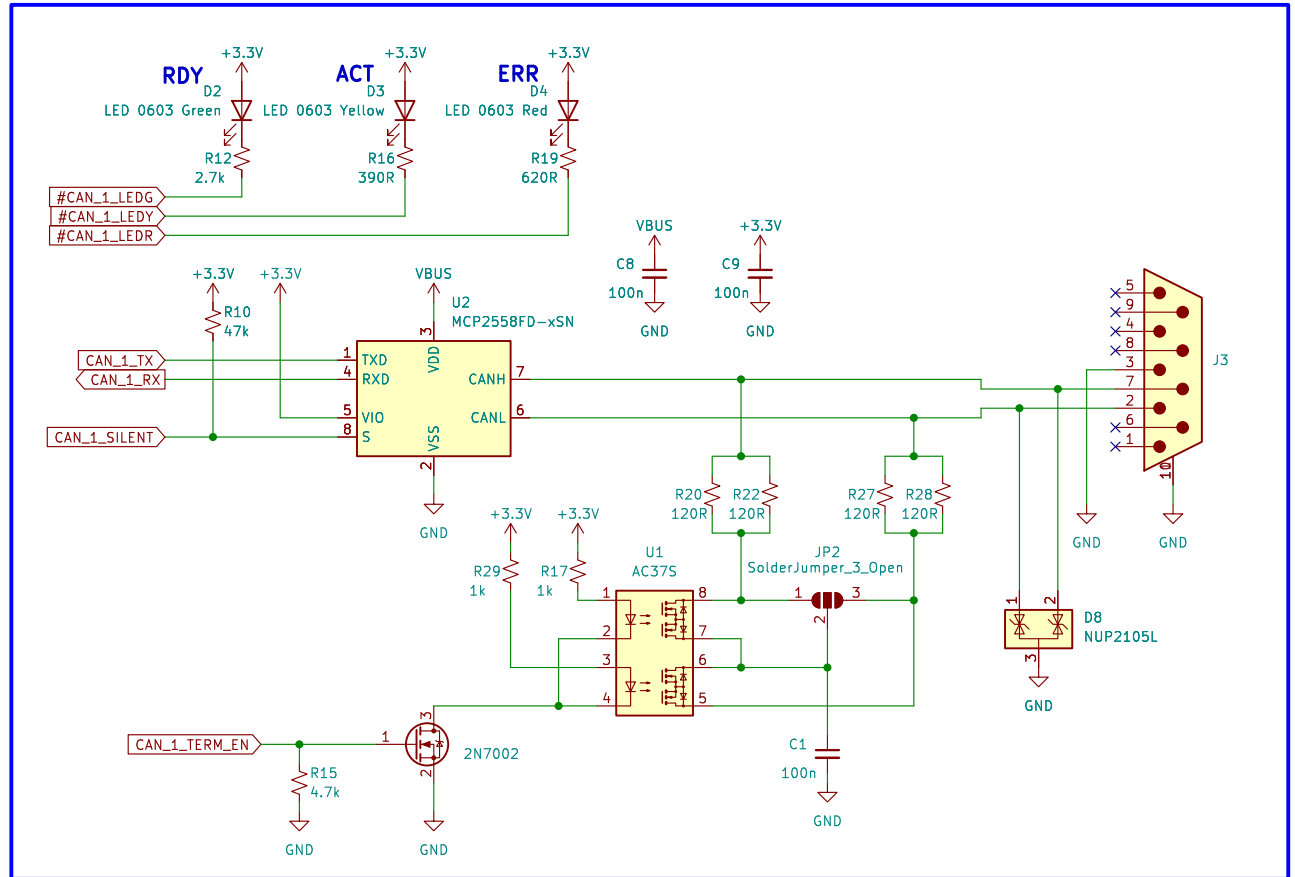 +3.3V
+3.3V
+3.3V
RDY
ACT
ERR
D2
LED 0603 Green
D3
LED 0603 Yellow
D4
LED 0603 Red
R12
2.7k
R16
390R
R19
620R
#CAN_1_LEDG
#CAN_1_LEDY
#CAN_1_LEDR
VBUS
C8
100n
GND
+3.3V
C9
100n
GND
+3.3V
+3.3V
VBUS
R10
47k
U2
MCP2558FD-xSN
CAN_1_TX
CAN_1_RX
CAN_1_SILENT
1
4
5
8
TXD
RXD
VIO
S
3
VDD
VSS
2
CANH
CANL
7
6
GND
5
9
4
8
3
7
2
6
1
10
J3
GND
GND
R20
120R
R22
120R
R27
120R
R28
120R
+3.3V
+3.3V
R29
1k
R17
1k
U1
AC37S
1
2
3
4
8
7
6
5
JP2
SolderJumper_3_Open
1
3
2
1
2
D8
NUP2105L
3
GND
CAN_1_TERM_EN
1
3
2
2N7002
R15
4.7k
GND
GND
C1
100n
GND